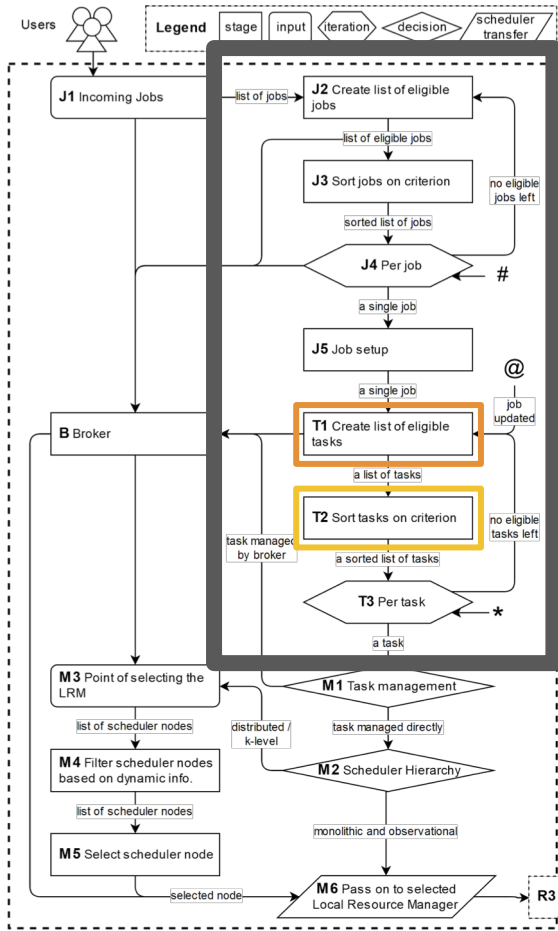 Users
Legend
stage
input
iteration
decision
scheduler
transfer
J1 Incoming Jobs
list of jobs
J2 Create list of eligible
jobs
list of eligible jobs
J3 Sort jobs on criterion
no eligible
jobs left
sorted list of jobs
J4 Per job
#
a single job
J5 Job setup
@
a single job
job
updated
T1 Create list of eligible
tasks
B Broker
a list of tasks
T2 Sort tasks on criterion
no eligible
tasks left
task managed
by broker
a sorted list of tasks
T3 Per task
*
a task
M3 Point of selecting the
LRM
M1 Task management
list of scheduler nodes
distributed /
k-level
task managed directly
M4 Filter scheduler nodes
based on dynamic info.
M2 Scheduler Hierarchy
list of scheduler nodes
monolithic and observational
M5 Select scheduler node
selected node
M6 Pass on to selected
Local Resource Manager
R3